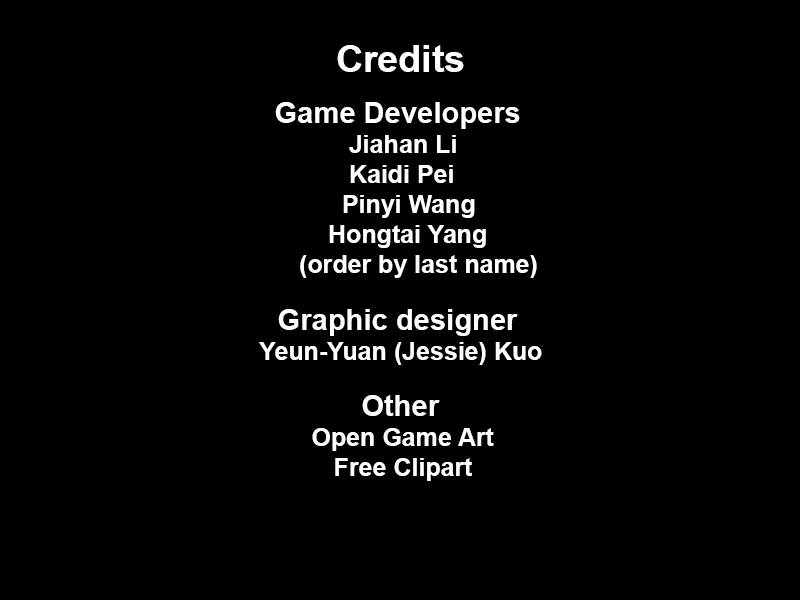 Credits
Game Developers
Jiahan Li
Kaidi Pei
Pinyi Wang
Hongtai Yang
(order by last name)
Graphic designer
Yeun-Yuan (Jessie) Kuo
Other
Open Game Art
Free Clipart